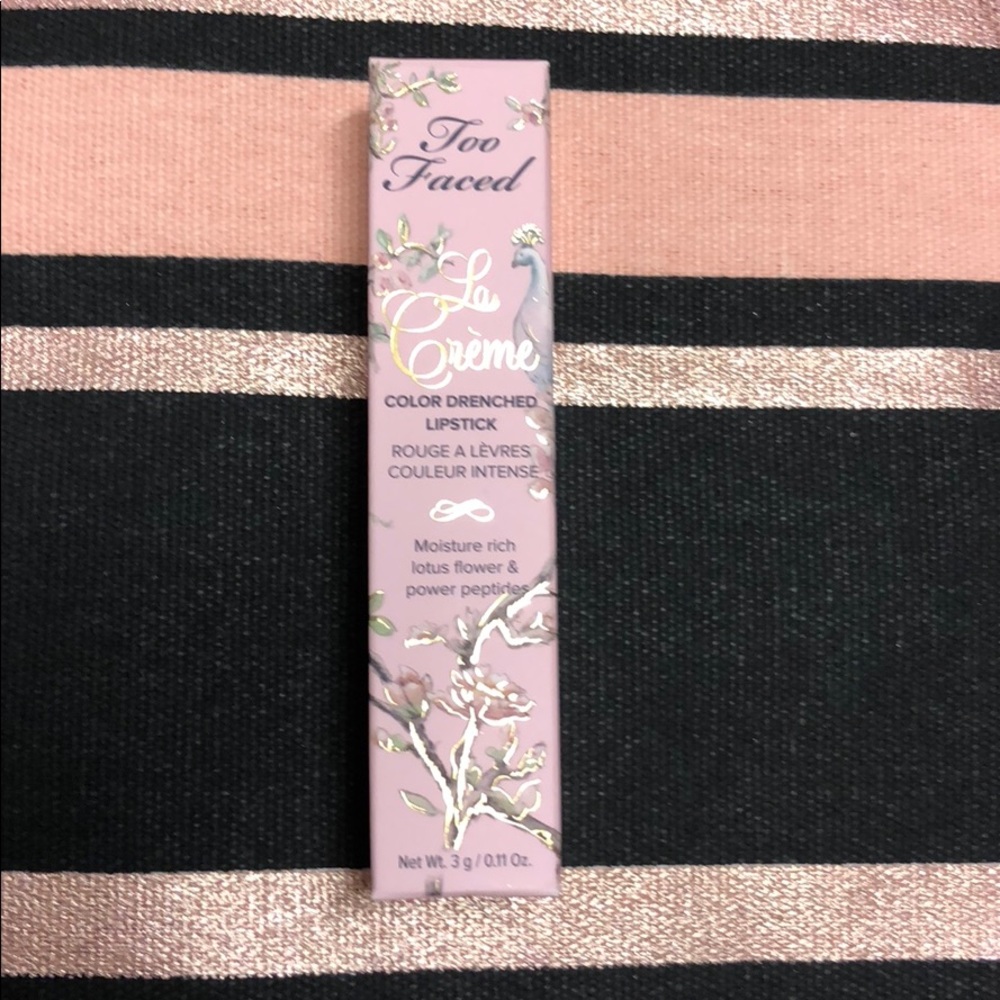 Too
Faced
La
Crème
COLOR DRENCHED
LIPSTICK
ROUGE A LÈVRES
COULEUR INTENSE
Moisture rich
lotus flower &
power peptides
Net Wt. 3 g / 0.11 Oz.